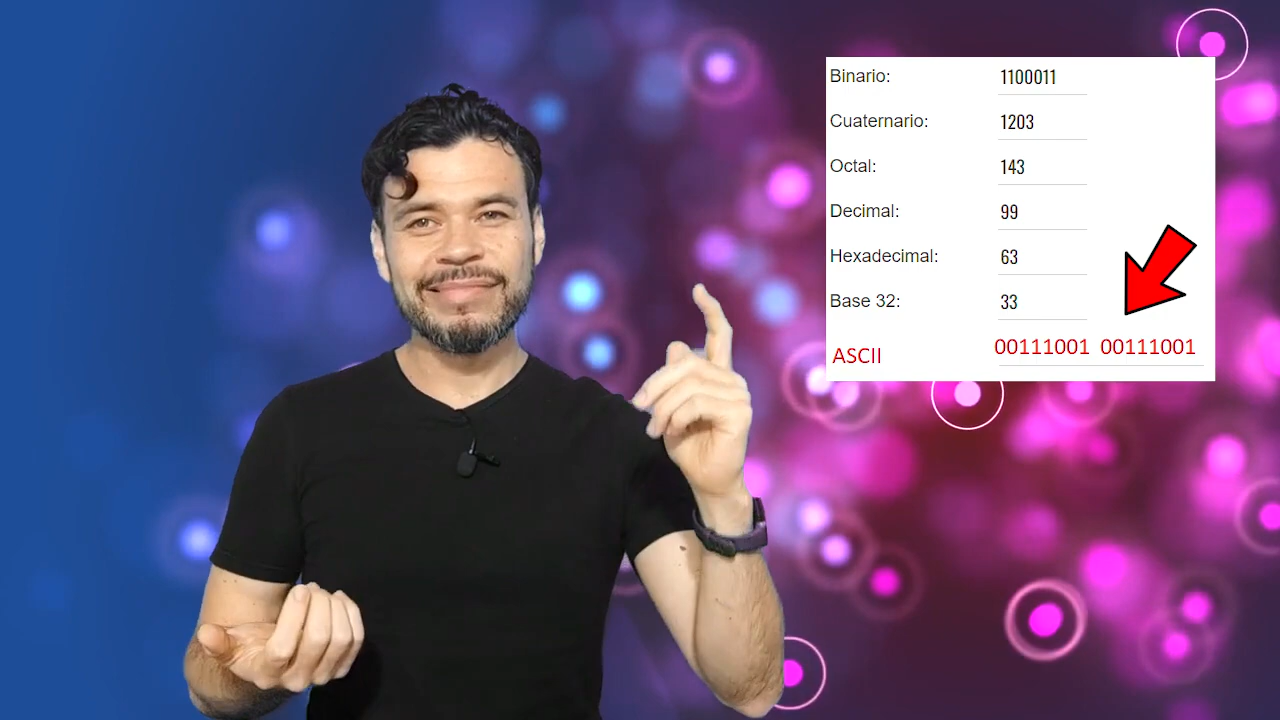 Binario: 1100011
Cuaternario: 1203
Octal: 143
Decimal: 99
Hexadecimal: 63
Base 32: 33
ASCII 00111001 00111001